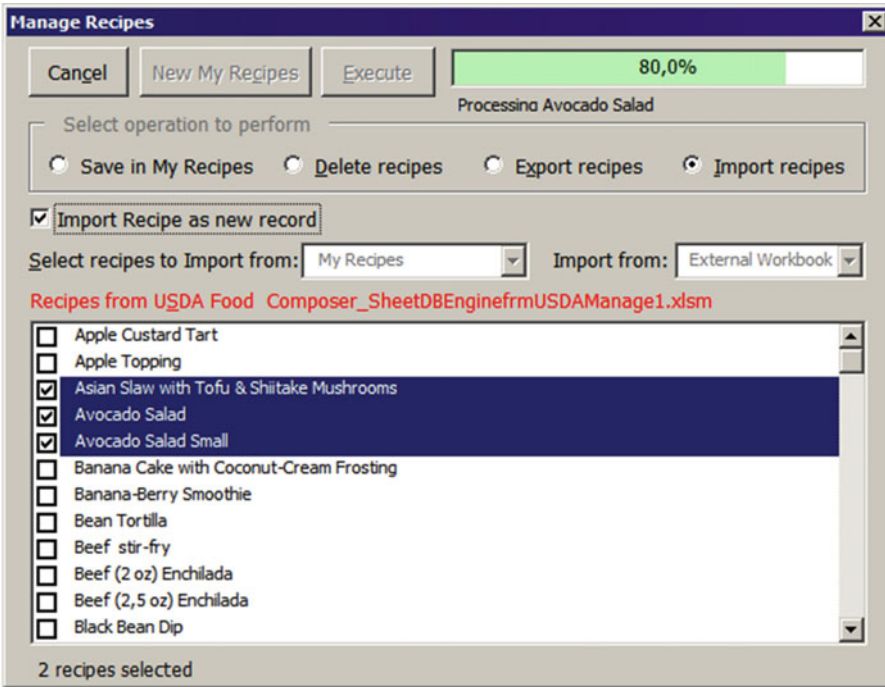 Manage Recipes
Cancel New My Recipes Execute 80,0%
Processing Avocado Salad
Select operation to perform
Save in My Recipes Delete recipes Export recipes Import recipes
Import Recipe as new record
Select recipes to Import from: My Recipes Import from: External Workbook
Recipes from USDA Food Composer_SheetDBEnginefrmUSDAManage1.xlsm
Apple Custard Tart
Apple Topping
Asian Slaw with Tofu & Shiitake Mushrooms
Avocado Salad
Avocado Salad Small
Banana Cake with Coconut-Cream Frosting
Banana-Berry Smoothie
Bean Tortilla
Beef stir-fry
Beef (2 oz) Enchilada
Beef (2,5 oz) Enchilada
Black Bean Dip
2 recipes selected